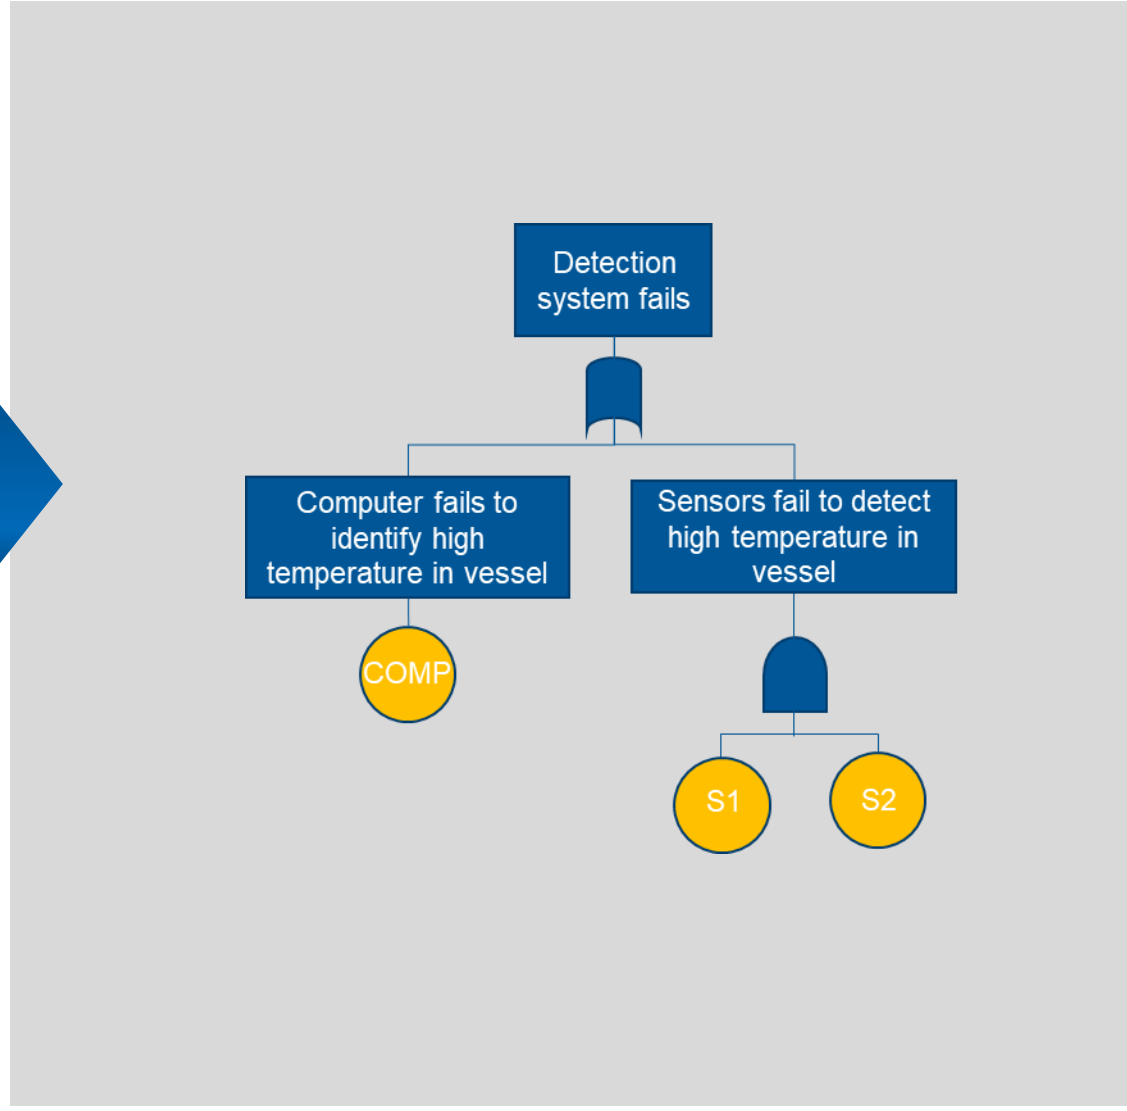 Detection
system fails
Computer fails to
identify high
temperature in vessel
Sensors fail to detect
high temperature in
vessel
COMP
S1
S2